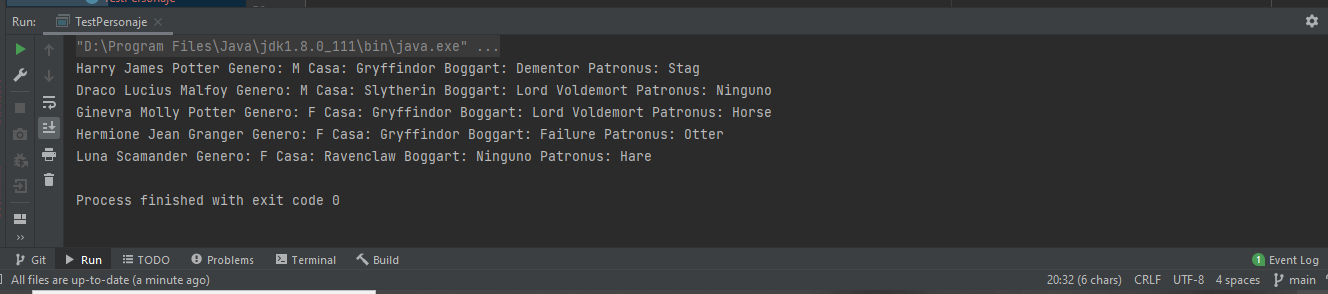 TestPersonaje
Run: TestPersonaje
"D:\Program Files\Java\jdk1.8.0_111\bin\java.exe" ...
Harry James Potter Genero: M Casa: Gryffindor Boggart: Dementor Patronus: Stag
Draco Lucius Malfoy Genero: M Casa: Slytherin Boggart: Lord Voldemort Patronus: Ninguno
Ginevra Molly Potter Genero: F Casa: Gryffindor Boggart: Lord Voldemort Patronus: Horse
Hermione Jean Granger Genero: F Casa: Gryffindor Boggart: Failure Patronus: Otter
Luna Scamander Genero: F Casa: Ravenclaw Boggart: Ninguno Patronus: Hare
Process finished with exit code 0
Git Run TODO Problems Terminal Build 1 Event Log
All files are up-to-date (a minute ago) 20:32 (6 chars) CRLF UTF-8 4 spaces main